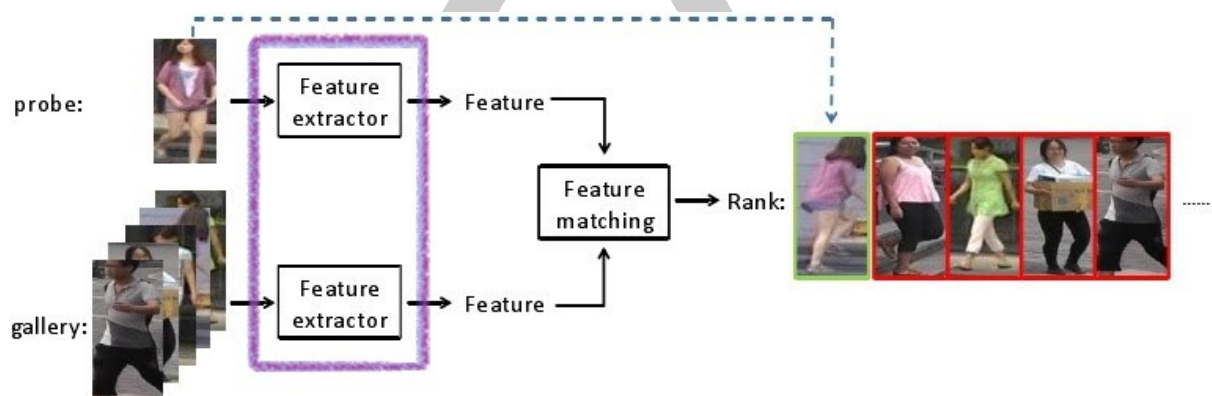 probe:
Feature
extractor
Feature
Feature
matching
Rank:
......
gallery:
Feature
extractor
Feature